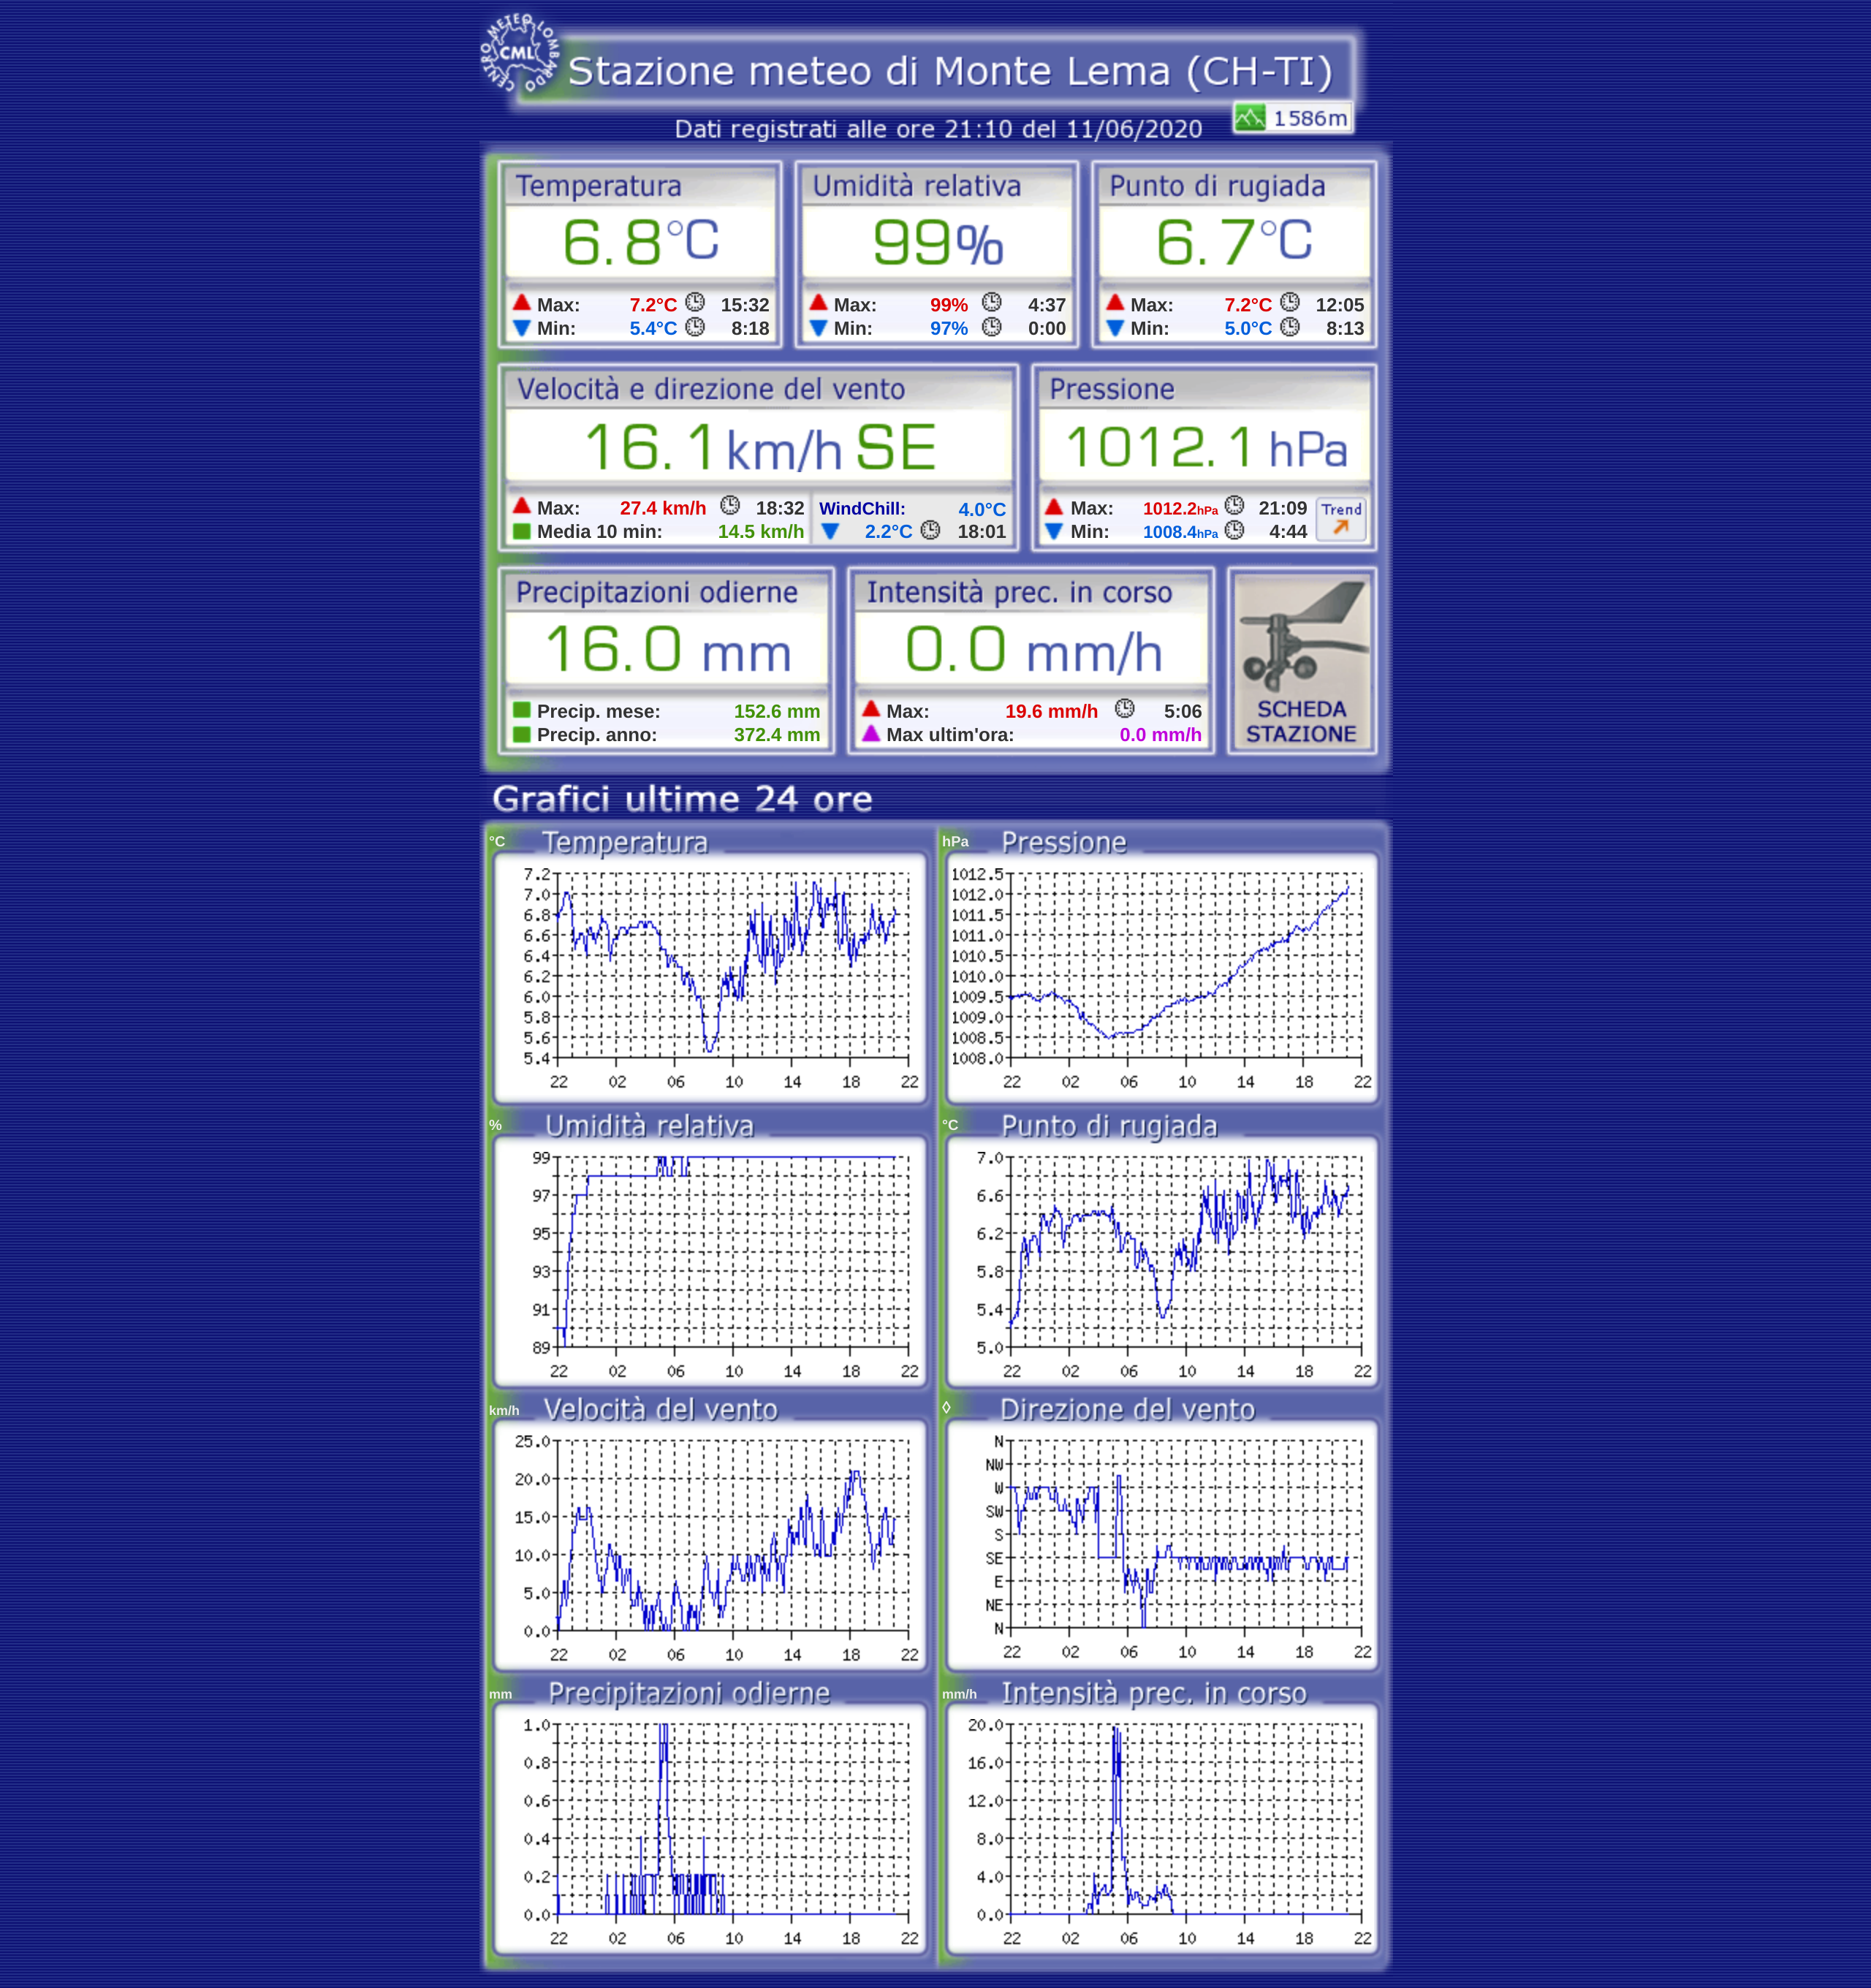 CENTRO METEO LOMBARDO
CML
Stazione meteo di Monte Lema (CH-TI)
1586m
Dati registrati alle ore 21:10 del 11/06/2020
Temperatura
6.8°C
Max: 7.2°C 15:32
Min: 5.4°C 8:18
Umidità relativa
99%
Max: 99% 4:37
Min: 97% 0:00
Punto di rugiada
6.7°C
Max: 7.2°C 12:05
Min: 5.0°C 8:13
Velocità e direzione del vento
16.1 km/h SE
Max: 27.4 km/h 18:32
Media 10 min: 14.5 km/h
WindChill: 4.0°C
2.2°C 18:01
Pressione
1012.1 hPa
Max: 1012.2hPa 21:09
Min: 1008.4hPa 4:44
Trend
Precipitazioni odierne
16.0 mm
Precip. mese: 152.6 mm
Precip. anno: 372.4 mm
Intensità prec. in corso
0.0 mm/h
Max: 19.6 mm/h 5:06
Max ultim'ora: 0.0 mm/h
SCHEDA
STAZIONE
Grafici ultime 24 ore
°C Temperatura
7.2
7.0
6.8
6.6
6.4
6.2
6.0
5.8
5.6
5.4
22 02 06 10 14 18 22
hPa Pressione
1012.5
1012.0
1011.5
1011.0
1010.5
1010.0
1009.5
1009.0
1008.5
1008.0
22 02 06 10 14 18 22
% Umidità relativa
99
97
95
93
91
89
22 02 06 10 14 18 22
°C Punto di rugiada
7.0
6.6
6.2
5.8
5.4
5.0
22 02 06 10 14 18 22
km/h Velocità del vento
25.0
20.0
15.0
10.0
5.0
0.0
22 02 06 10 14 18 22
◊ Direzione del vento
N
NW
W
SW
S
SE
E
NE
N
22 02 06 10 14 18 22
mm Precipitazioni odierne
1.0
0.8
0.6
0.4
0.2
0.0
22 02 06 10 14 18 22
mm/h Intensità prec. in corso
20.0
16.0
12.0
8.0
4.0
0.0
22 02 06 10 14 18 22